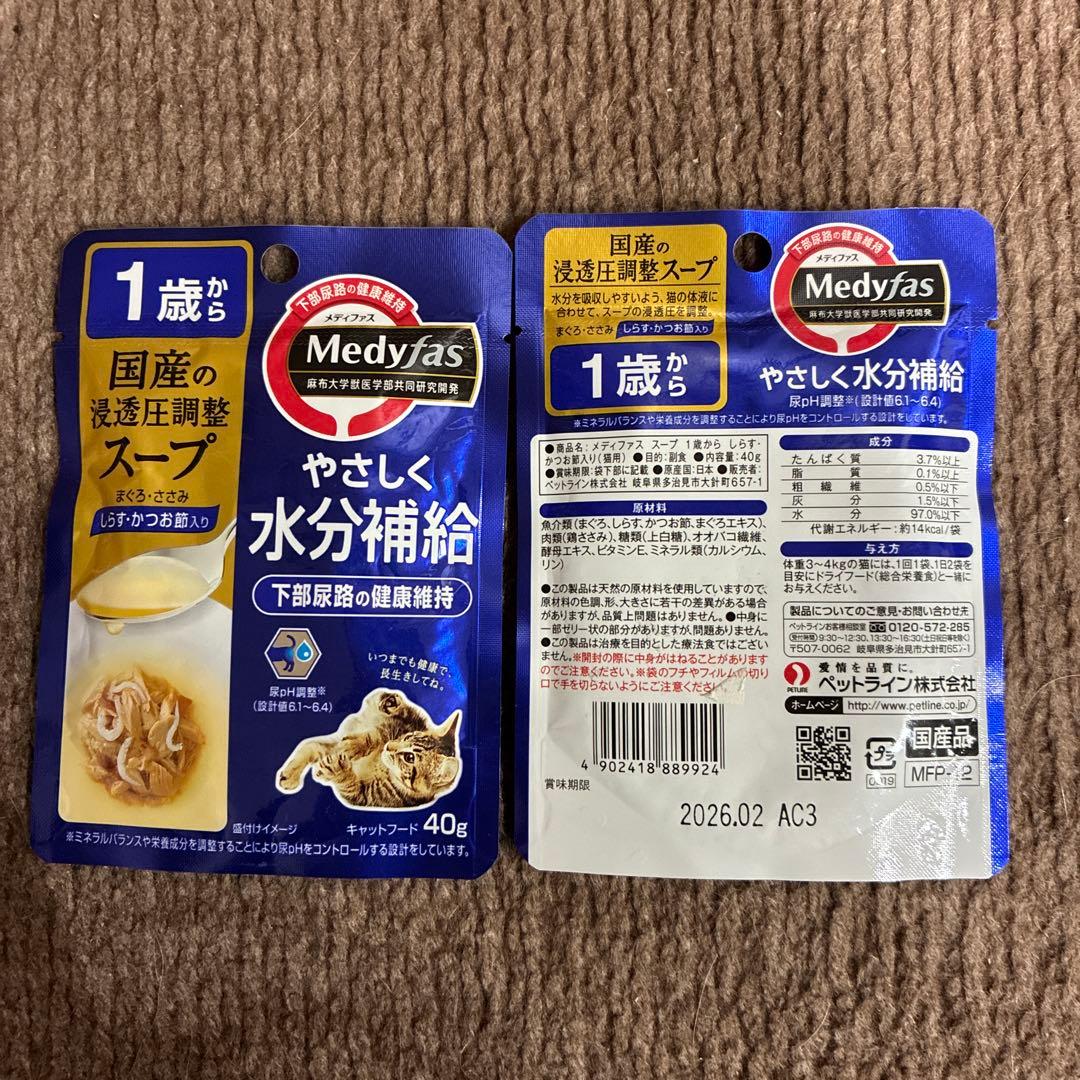 1歳から
国産の
浸透圧調整
スープ
まぐろ・ささみ
しらす・かつお節入り
下部尿路の健康維持
メディファス
Medyfas
麻布大学獣医学部共同研究開発
やさしく
水分補給
下部尿路の健康維持
尿pH調整※
(設計値6.1〜6.4)
いつまでも健康で、
長生きしてね。
盛付けイメージ
キャットフード 40g
※ミネラルバランスや栄養成分を調整することにより尿pHをコントロールする設計をしています。
国産の
浸透圧調整スープ
水分を吸収しやすいよう、猫の体液に
合わせて、スープの浸透圧を調整。
まぐろ・ささみ しらす・かつお節入り
1歳から
下部尿路の健康維持
メディファス
Medyfas
麻布大学獣医学部共同研究開発
やさしく水分補給
尿pH調整※(設計値6.1〜6.4)
※ミネラルバランスや栄養成分を調整することにより尿pHをコントロールする設計をしています。
●商品名:メディファス スープ 1歳から しらす・
かつお節入り(猫用) ●目的:副食 ●内容量:40g
●賞味期限:袋下部に記載 ●原産国:日本 ●販売者:
ペットライン株式会社 岐阜県多治見市大針町657-1
原材料
魚介類(まぐろ、しらす、かつお節、まぐろエキス)、
肉類(鶏ささみ)、糖類(上白糖)、オオバコ繊維、
酵母エキス、ビタミンE、ミネラル類(カルシウム、
リン)
●この製品は天然の原材料を使用していますので、
原材料の色調、形、大きさに若干の差異がある場合
がありますが、品質上問題はありません。●中身に
一部ゼリー状の部分がありますが、問題ありません。
●この製品は治療を目的とした療法食ではござい
ません。※開封の際に中身がはねることがあります
のでご注意ください。※袋のフチやフィルムの切り
口で手を切らないようにご注意ください。
4 902418 889924
賞味期限
2026.02 AC3
成分
たんぱく質 3.7%以上
脂質 0.1%以上
粗繊維 0.5%以下
灰分 1.5%以下
水分 97.0%以下
代謝エネルギー:約14kcal/袋
与え方
体重3〜4kgの猫には、1回1袋、1日2袋を
目安にドライフード(総合栄養食)と一緒に
お与えください。
製品についてのご意見・お問い合わせ先
ペットラインお客様相談室 0120-572-285
受付時間 9:30〜12:30、13:30〜16:30(土日祝日等を除く)
〒507-0062 岐阜県多治見市大針町
愛情を品質に。
PETLINE ペットライン株式会社
ホームページ http://www.petline.co.jp/
プラ
国産品